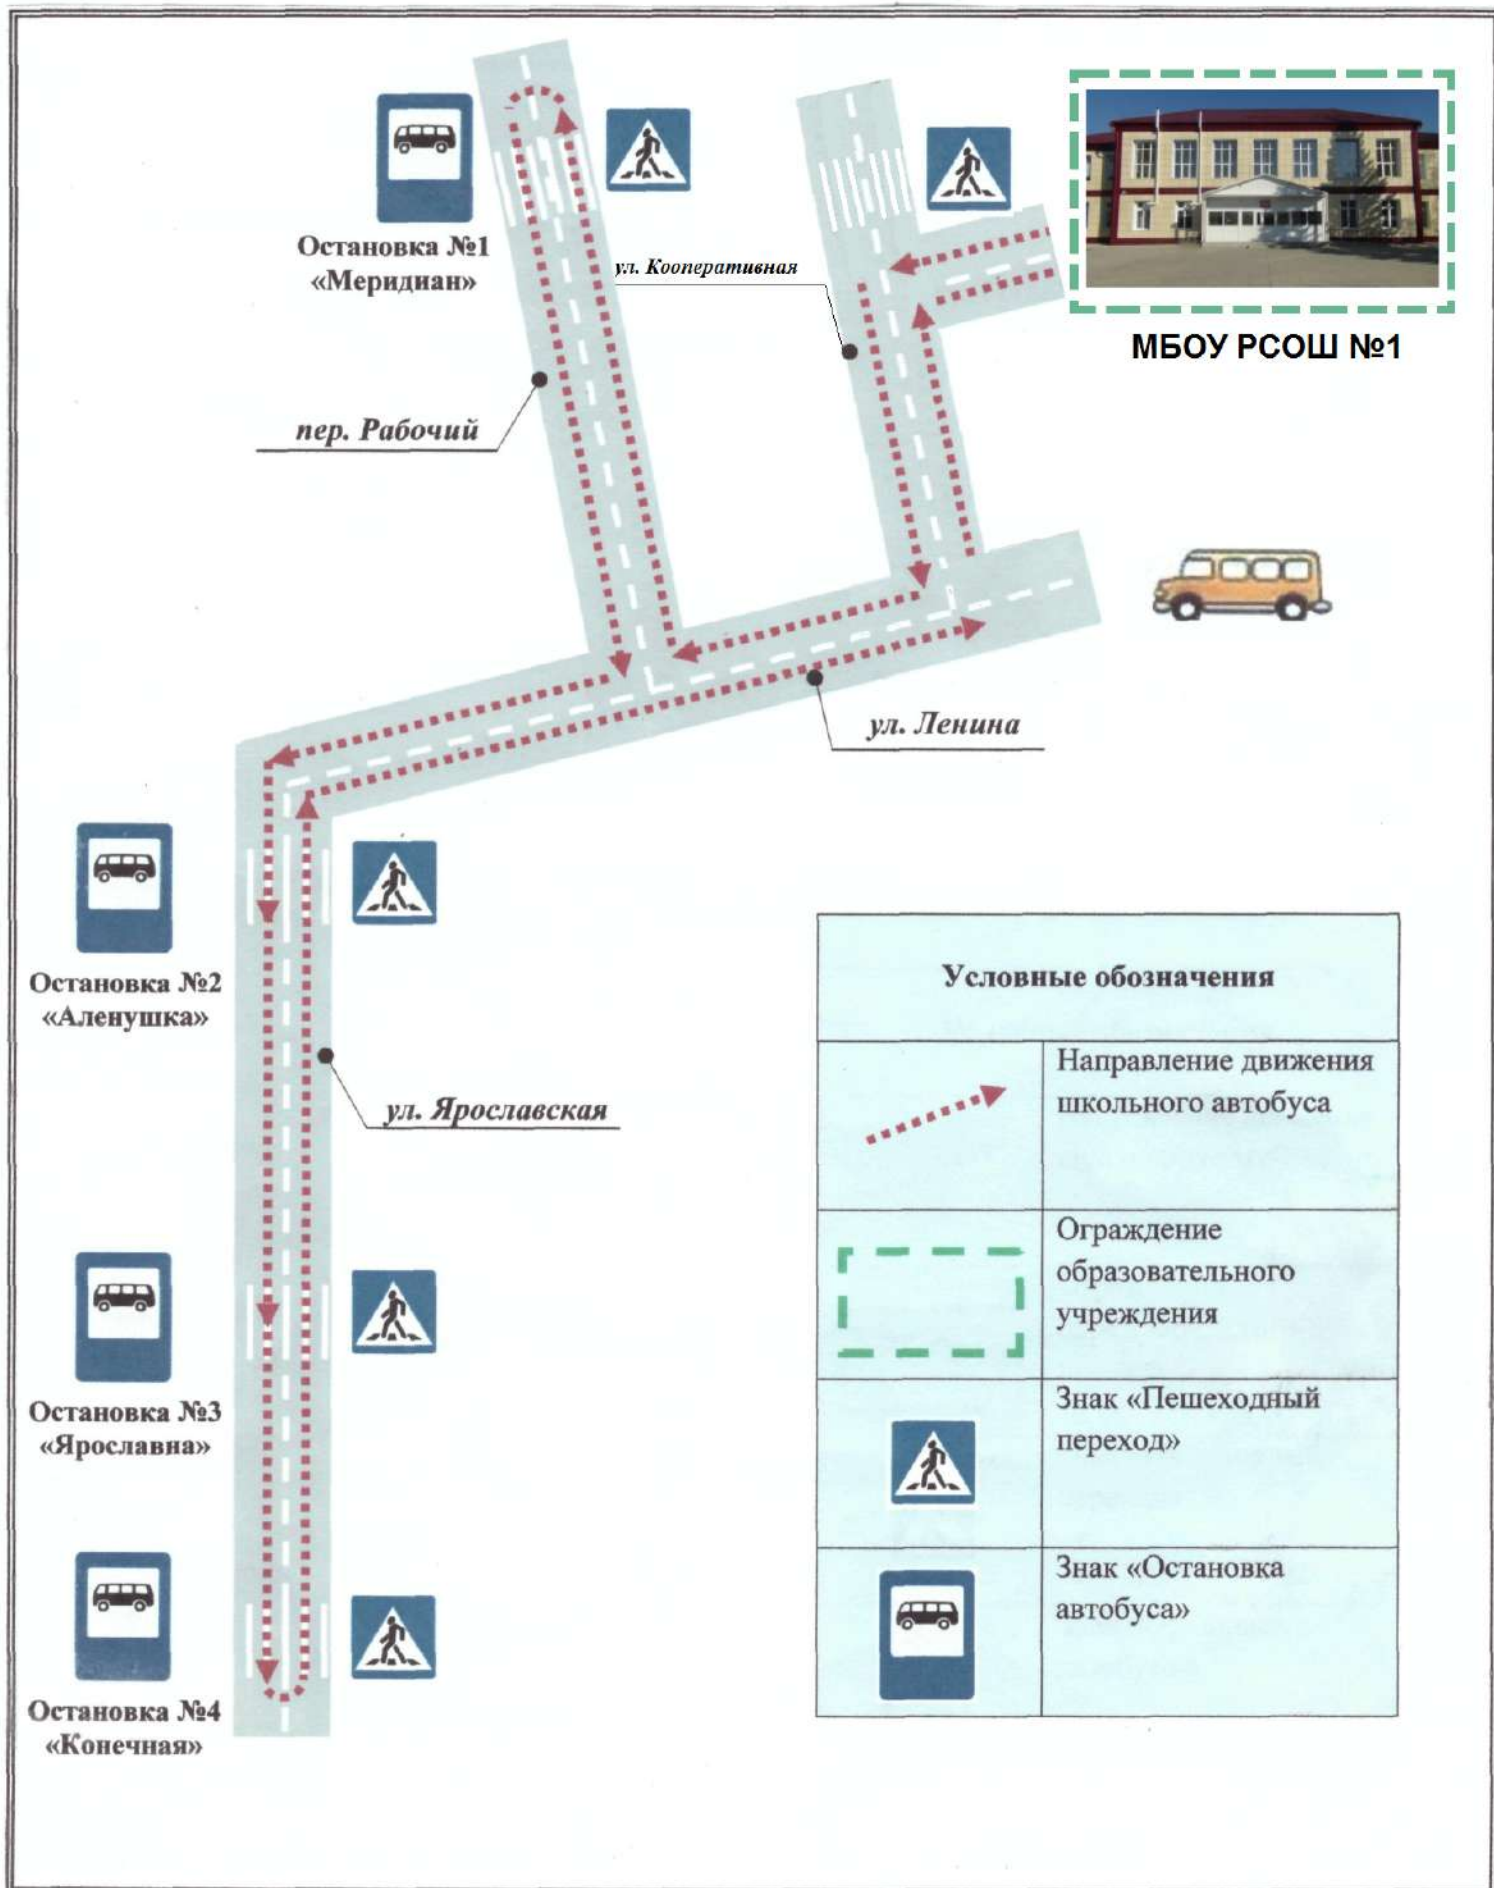 Остановка №1
«Меридиан»
ул. Кооперативная
МБОУ РСОШ №1
пер. Рабочий
ул. Ленина
Остановка №2
«Аленушка»
ул. Ярославская
Остановка №3
«Ярославна»
Остановка №4
«Конечная»
Условные обозначения
Направление движения
школьного автобуса
Ограждение
образовательного
учреждения
Знак «Пешеходный
переход»
Знак «Остановка
автобуса»